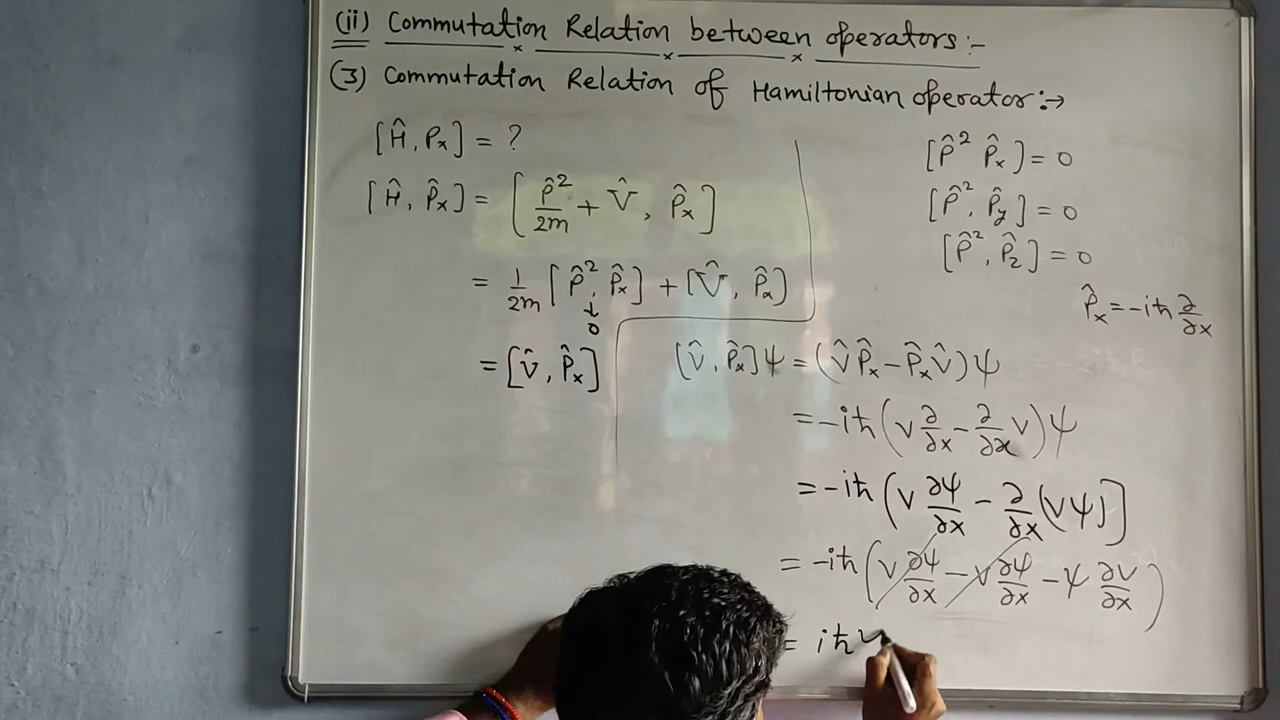 (ii) Commutation Relation between operators:-
(3) Commutation Relation of Hamiltonian operator:→
[Ĥ, Px] = ?
[Ĥ, P̂x] = [P̂²/2m + V̂, P̂x]
= 1/2m [P̂², P̂x] + [V̂, P̂x)
↓
0
= [V̂, P̂x]
[P̂² P̂x] = 0
[P̂², P̂y] = 0
[P̂², P̂z] = 0
P̂x = -iħ ∂/∂x
[V̂, P̂x]ψ = (V̂P̂x - P̂xV̂)ψ
= -iħ(V ∂/∂x - ∂/∂x V)ψ
= -iħ(V ∂ψ/∂x - ∂/∂x (Vψ)]
= -iħ(V ∂ψ/∂x - V ∂ψ/∂x - ψ ∂V/∂x)
= iħ